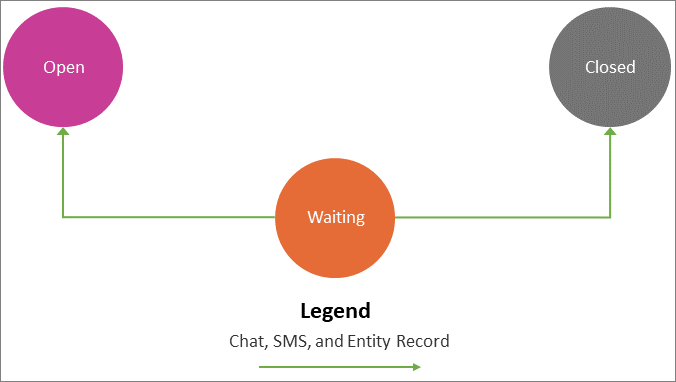 Open
Closed
Waiting
Legend
Chat, SMS, and Entity Record